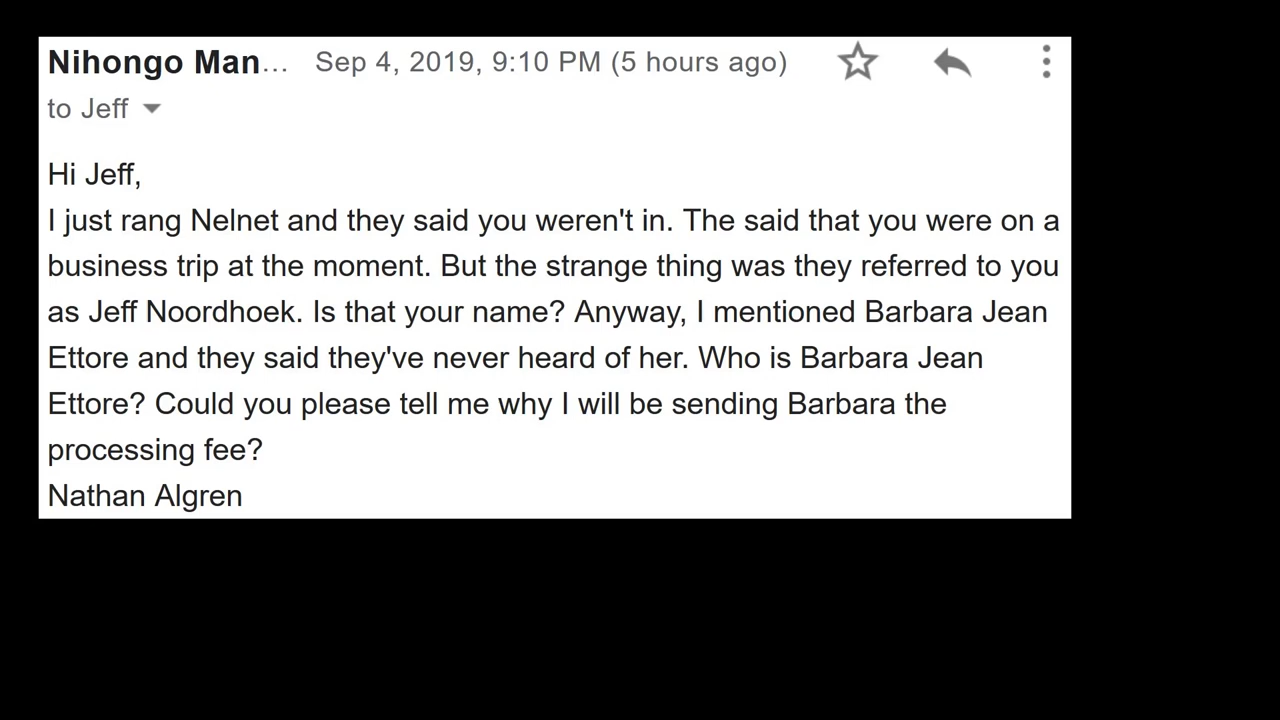 Nihongo Man... Sep 4, 2019, 9:10 PM (5 hours ago)
to Jeff
Hi Jeff,
I just rang Nelnet and they said you weren't in. The said that you were on a
business trip at the moment. But the strange thing was they referred to you
as Jeff Noordhoek. Is that your name? Anyway, I mentioned Barbara Jean
Ettore and they said they've never heard of her. Who is Barbara Jean
Ettore? Could you please tell me why I will be sending Barbara the
processing fee?
Nathan Algren